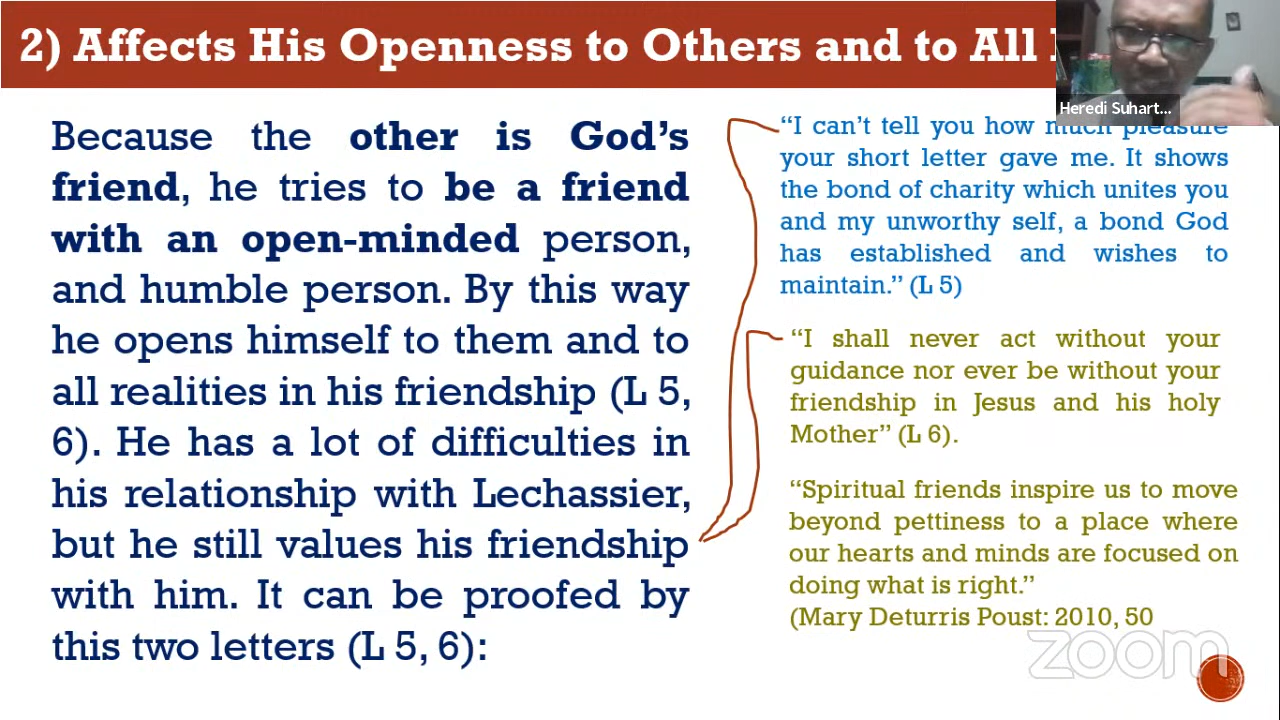 2) Affects His Openness to Others and to All
Heredi Suhart...
Because the other is God's
friend, he tries to be a friend
with an open-minded person,
and humble person. By this way
he opens himself to them and to
all realities in his friendship (L 5,
6). He has a lot of difficulties in
his relationship with Lechassier,
but he still values his friendship
with him. It can be proofed by
this two letters (L 5, 6):
“I can't tell you how much pleasure
your short letter gave me. It shows
the bond of charity which unites you
and my unworthy self, a bond God
has established and wishes to
maintain.” (L 5)
“I shall never act without your
guidance nor ever be without your
friendship in Jesus and his holy
Mother” (L 6).
“Spiritual friends inspire us to move
beyond pettiness to a place where
our hearts and minds are focused on
doing what is right.”
(Mary Deturris Poust: 2010, 50
zoom